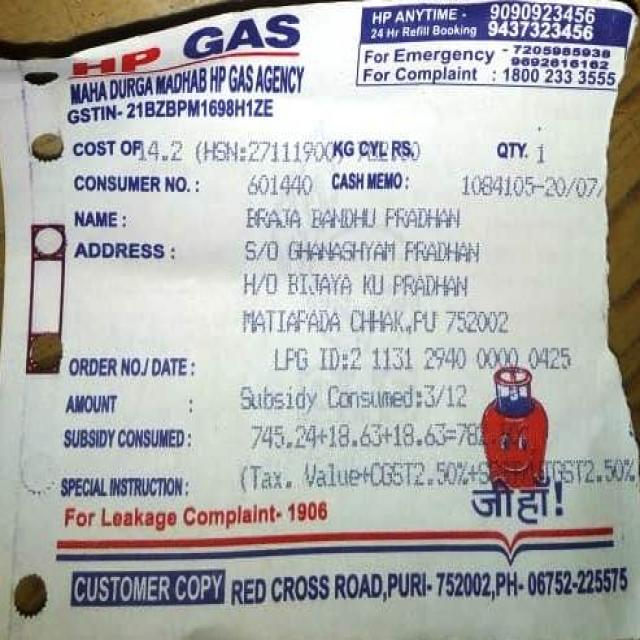 HP GAS
HP ANYTIME - 9090923456
24 Hr Refill Booking 9437323456
For Emergency - 7205985938
9692616162
For Complaint : 1800 233 3555
MAHA DURGA MADHAB HP GAS AGENCY
GSTIN- 21BZBPM1698H1ZE
COST OF 14.2 (HSN:27111900) KG CYL RS. QTY. 1
CONSUMER NO. : 601440 CASH MEMO : 1084105-20/07/
NAME : BRAJA BANDHU PRADHAN
ADDRESS : S/O GHANASHYAM PRADHAN
H/O BIJAYA KU PRADHAN
MATIAPADA CHHAK,PU 752002
ORDER NO./ DATE : LPG ID:2 1131 2940 0000 0425
AMOUNT : Subsidy Consumed:3/12
SUBSIDY CONSUMED : 745.24+18.63+18.63=78
SPECIAL INSTRUCTION : (Tax. Value+CGST2.50%+ GST2.50%
जी हाँ!
For Leakage Complaint- 1906
CUSTOMER COPY RED CROSS ROAD,PURI- 752002,PH- 06752-225575